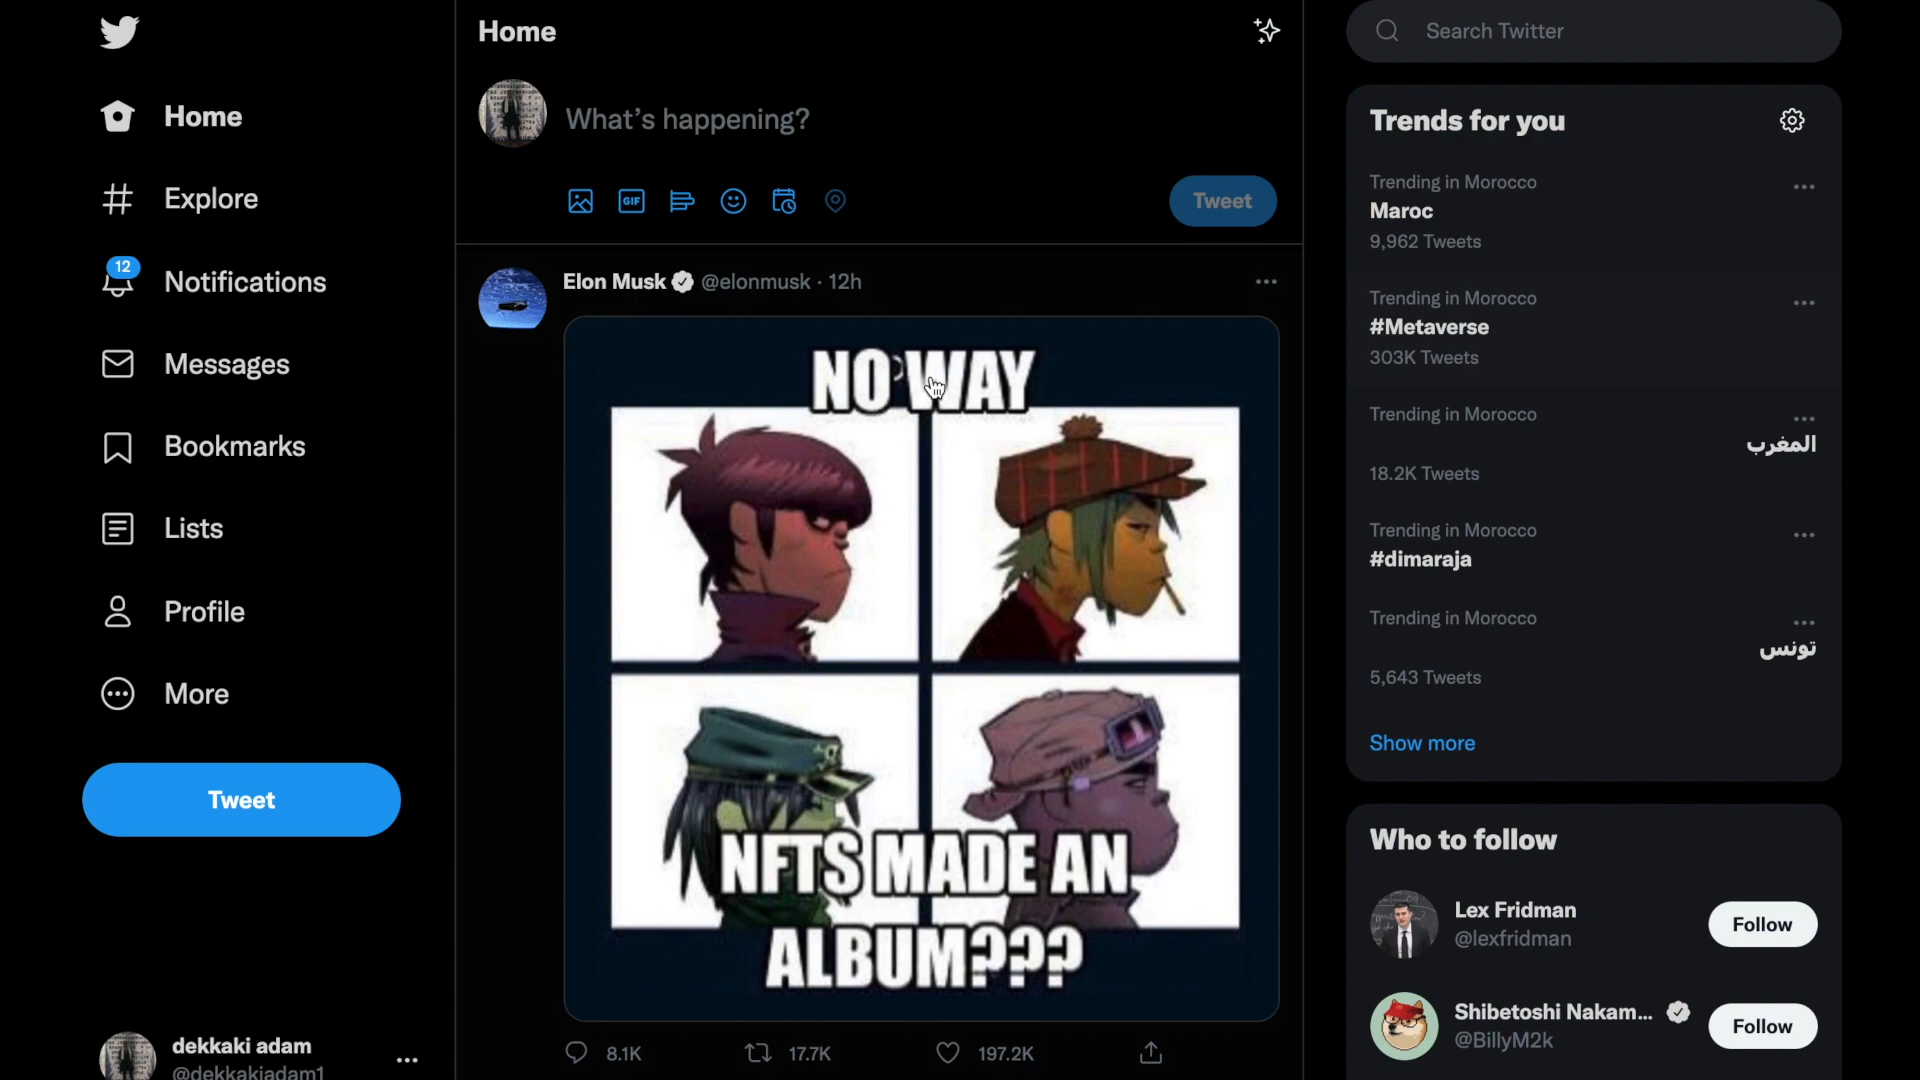 Home
Explore
12
Notifications
Messages
Bookmarks
Lists
Profile
More
Tweet
dekkaki adam
@dekkakiadam1
Home
What's happening?
GIF
Tweet
Elon Musk @elonmusk · 12h
NO WAY
NFTS MADE AN
ALBUM???
8.1K 17.7K 197.2K
Search Twitter
Trends for you
Trending in Morocco
Maroc
9,962 Tweets
Trending in Morocco
#Metaverse
303K Tweets
Trending in Morocco
المغرب
18.2K Tweets
Trending in Morocco
#dimaraja
Trending in Morocco
تونس
5,643 Tweets
Show more
Who to follow
Lex Fridman
@lexfridman
Follow
Shibetoshi Nakam...
@BillyM2k
Follow